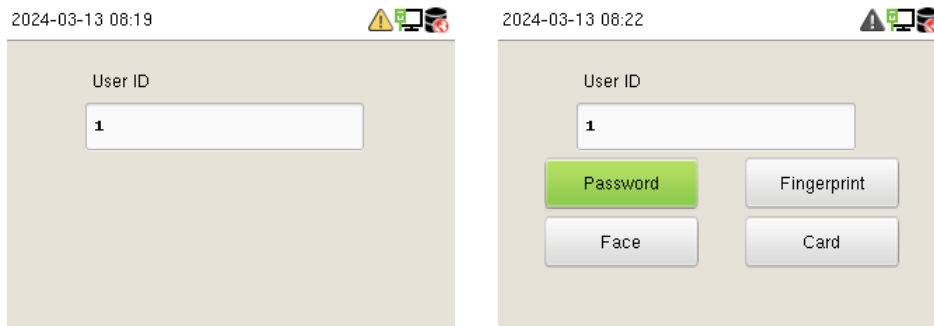 2024-03-13 08:19
User ID
1
2024-03-13 08:22
User ID
1
Password
Fingerprint
Face
Card